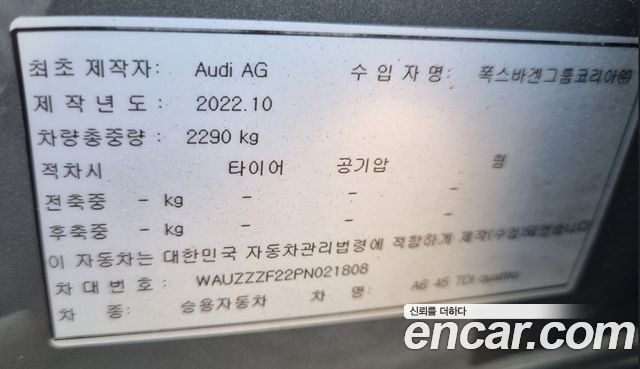 최초 제작자: Audi AG 수 입 자 명: 폭스바겐그룹코리아㈜
제 작 년 도 : 2022.10
차량총중량 : 2290 kg
적차시 타이어 공기압 림
전축중 - kg - - -
후축중 - kg - - -
이 자동차는 대한민국 자동차관리법령에 적합하게 제작(수입)되었습니다
차 대 번 호 : WAUZZZF22PN021808
차 종: 승용자동차 차 명: A6 45 TDI quattro
신뢰를 더하다
encar.com